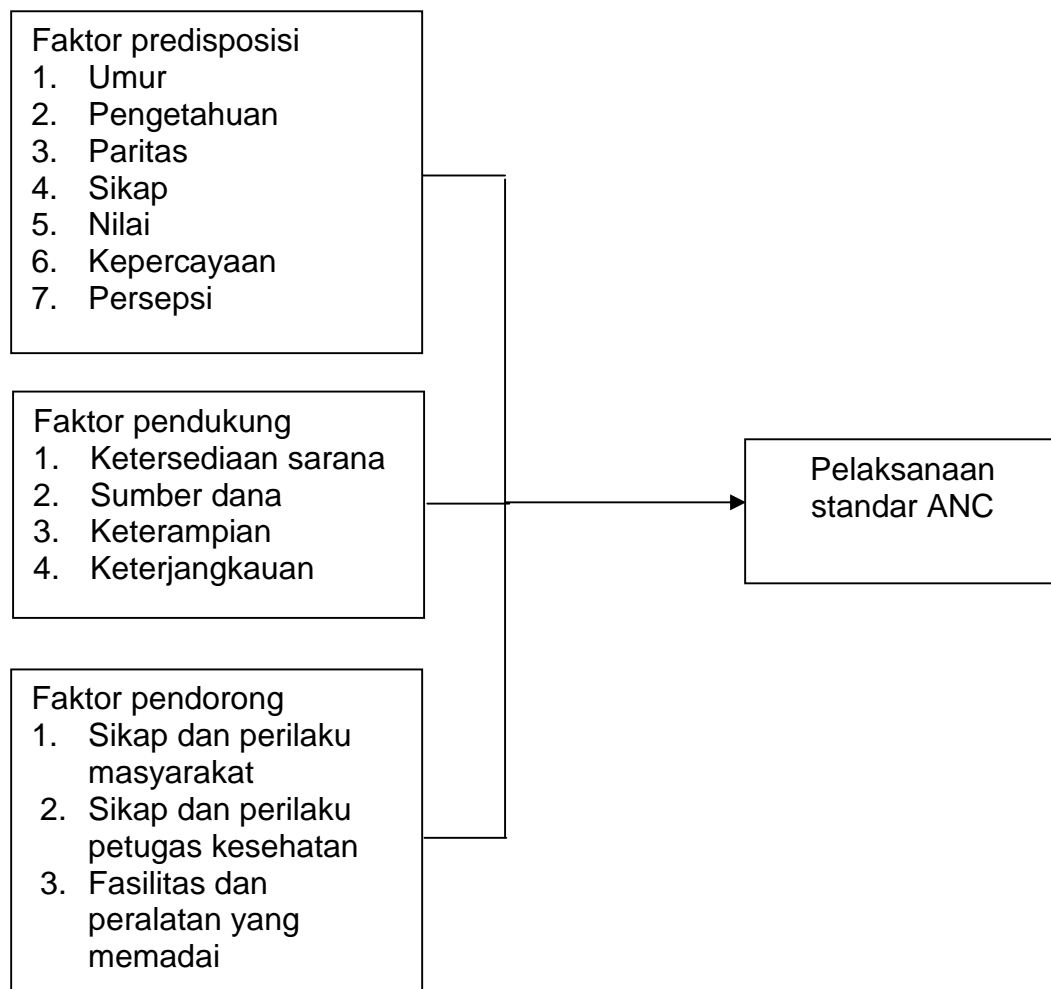 Faktor predisposisi
1. Umur
2. Pengetahuan
3. Paritas
4. Sikap
5. Nilai
6. Kepercayaan
7. Persepsi
Faktor pendukung
1. Ketersediaan sarana
2. Sumber dana
3. Keterampian
4. Keterjangkauan
Faktor pendorong
1. Sikap dan perilaku
masyarakat
2. Sikap dan perilaku
petugas kesehatan
3. Fasilitas dan
peralatan yang
memadai
Pelaksanaan
standar ANC